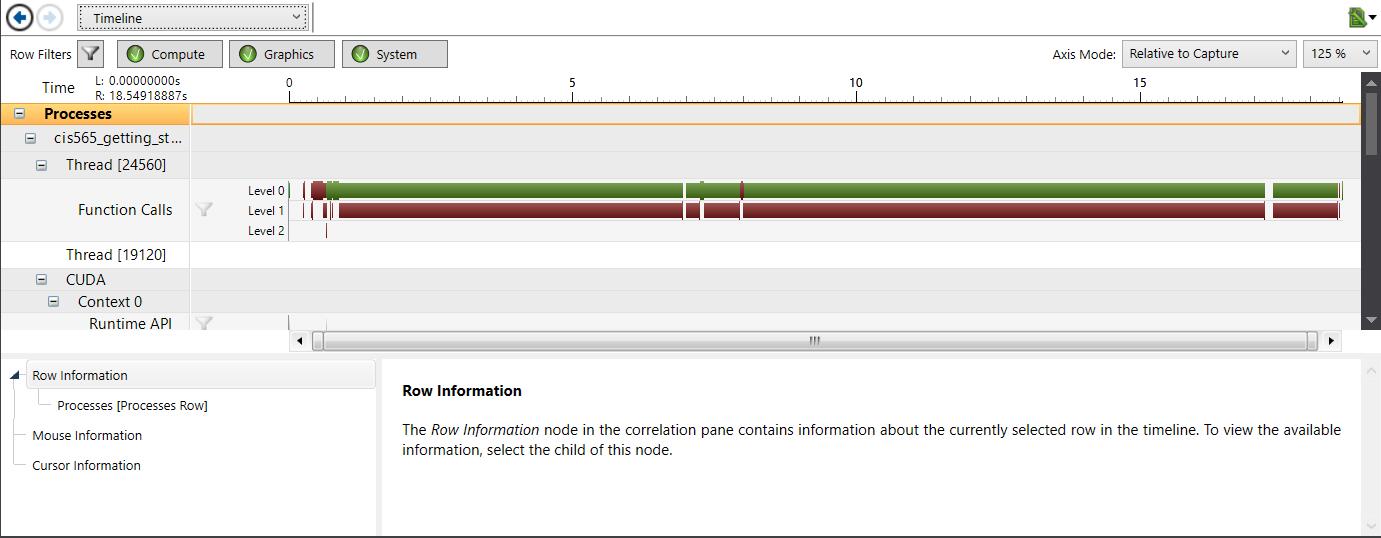 Timeline
Row Filters Compute Graphics System Axis Mode: Relative to Capture 125 %
Time L: 0.00000000s 0 5 10 15
R: 18.54918887s
Processes
cis565_getting_st...
Thread [24560]
Level 0
Function Calls Level 1
Level 2
Thread [19120]
CUDA
Context 0
Runtime API
Row Information
Processes [Processes Row]
Mouse Information
Cursor Information
Row Information
The Row Information node in the correlation pane contains information about the currently selected row in the timeline. To view the available
information, select the child of this node.